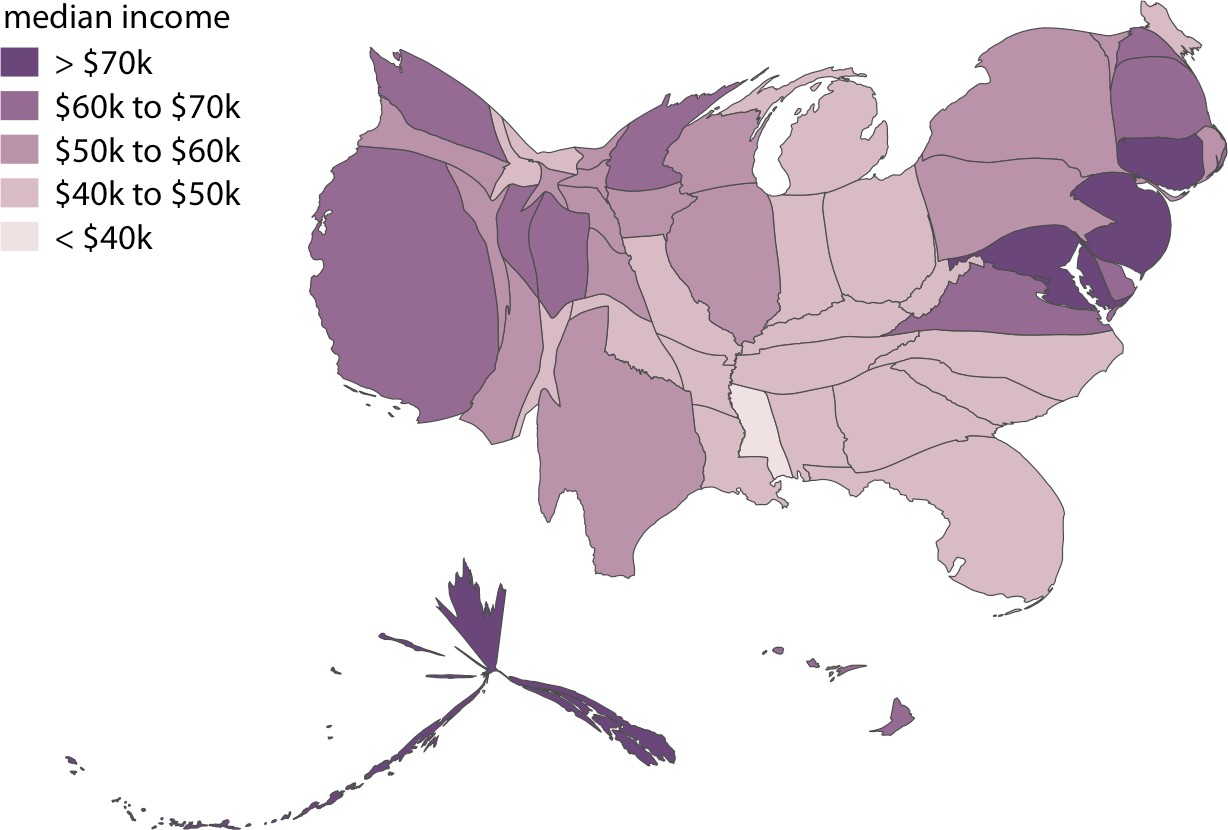 median income
> $70k
$60k to $70k
$50k to $60k
$40k to $50k
< $40k